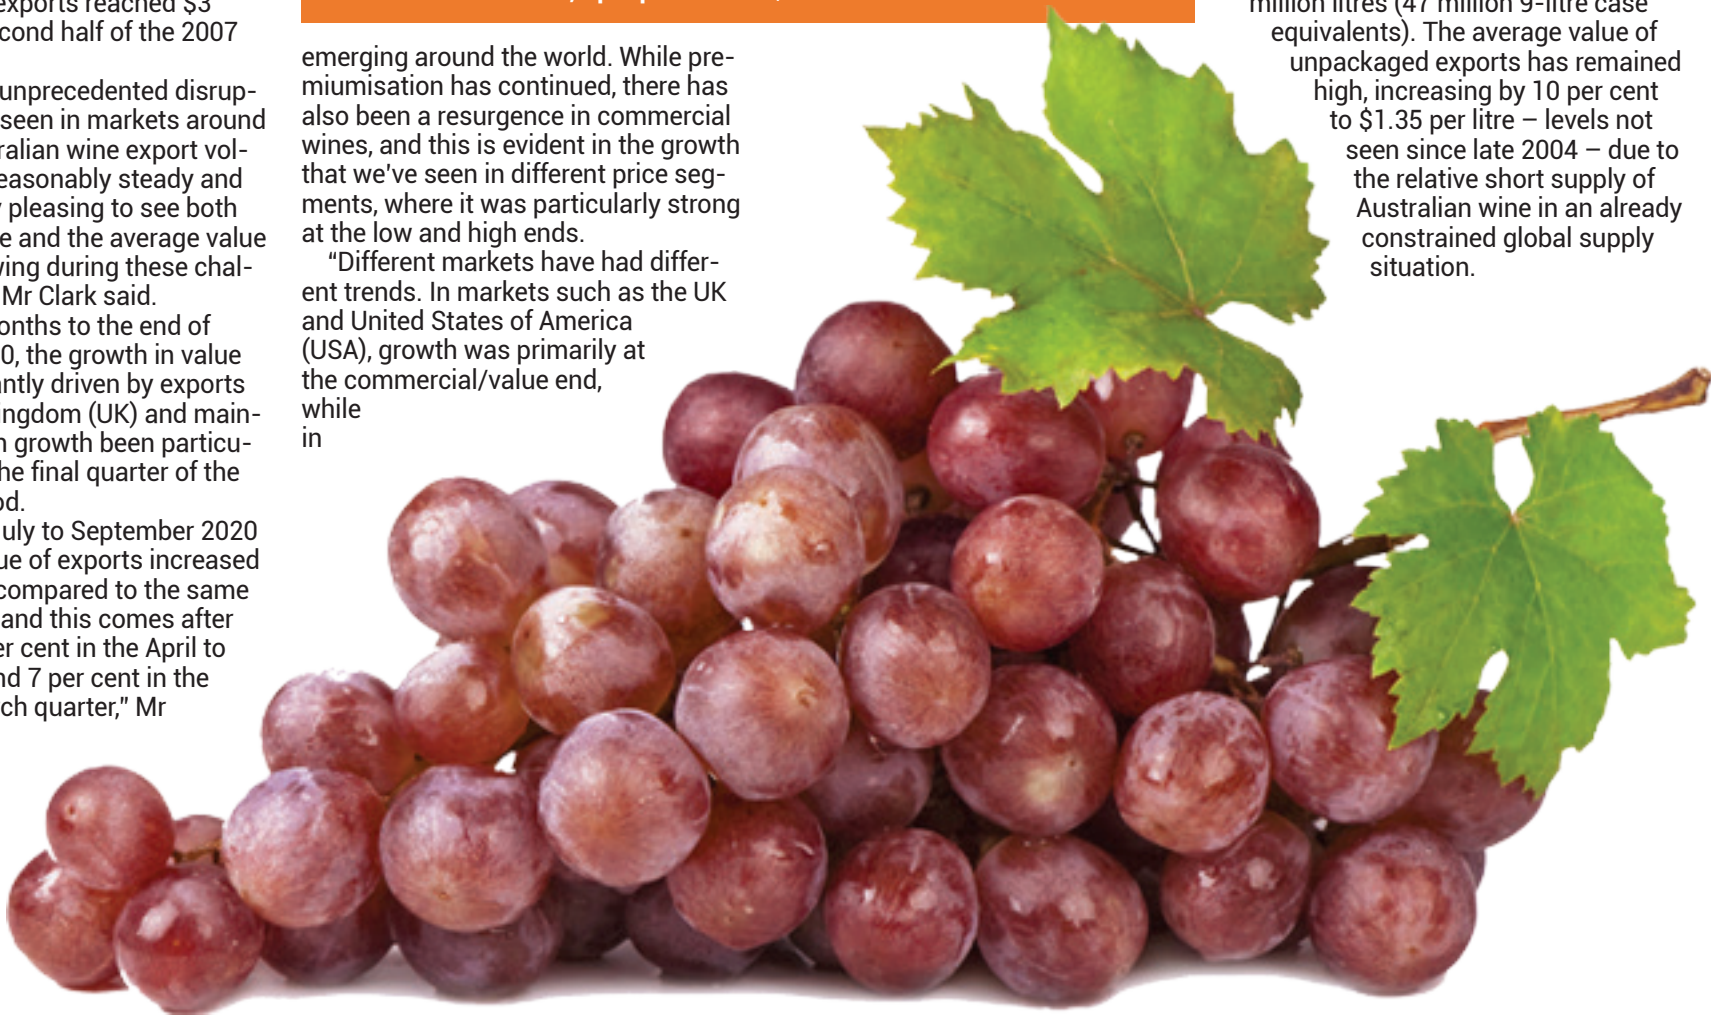 exports reached $3
cond half of the 2007
unprecedented disrup-
seen in markets around
ralian wine export vol-
easonably steady and
pleasing to see both
e and the average value
ving during these chal-
Mr Clark said.
onths to the end of
0, the growth in value
antly driven by exports
ingdom (UK) and main-
n growth been particu-
he final quarter of the
od.
uly to September 2020
ue of exports increased
compared to the same
and this comes after
er cent in the April to
nd 7 per cent in the
ch quarter," Mr
emerging around the world. While pre-
miumisation has continued, there has
also been a resurgence in commercial
wines, and this is evident in the growth
that we've seen in different price seg-
ments, where it was particularly strong
at the low and high ends.
“Different markets have had differ-
ent trends. In markets such as the UK
and United States of America
(USA), growth was primarily at
the commercial/value end,
while
in
million litres (47 million 9-litre case
equivalents). The average value of
unpackaged exports has remained
high, increasing by 10 per cent
to $1.35 per litre – levels not
seen since late 2004 – due to
the relative short supply of
Australian wine in an already
constrained global supply
situation.